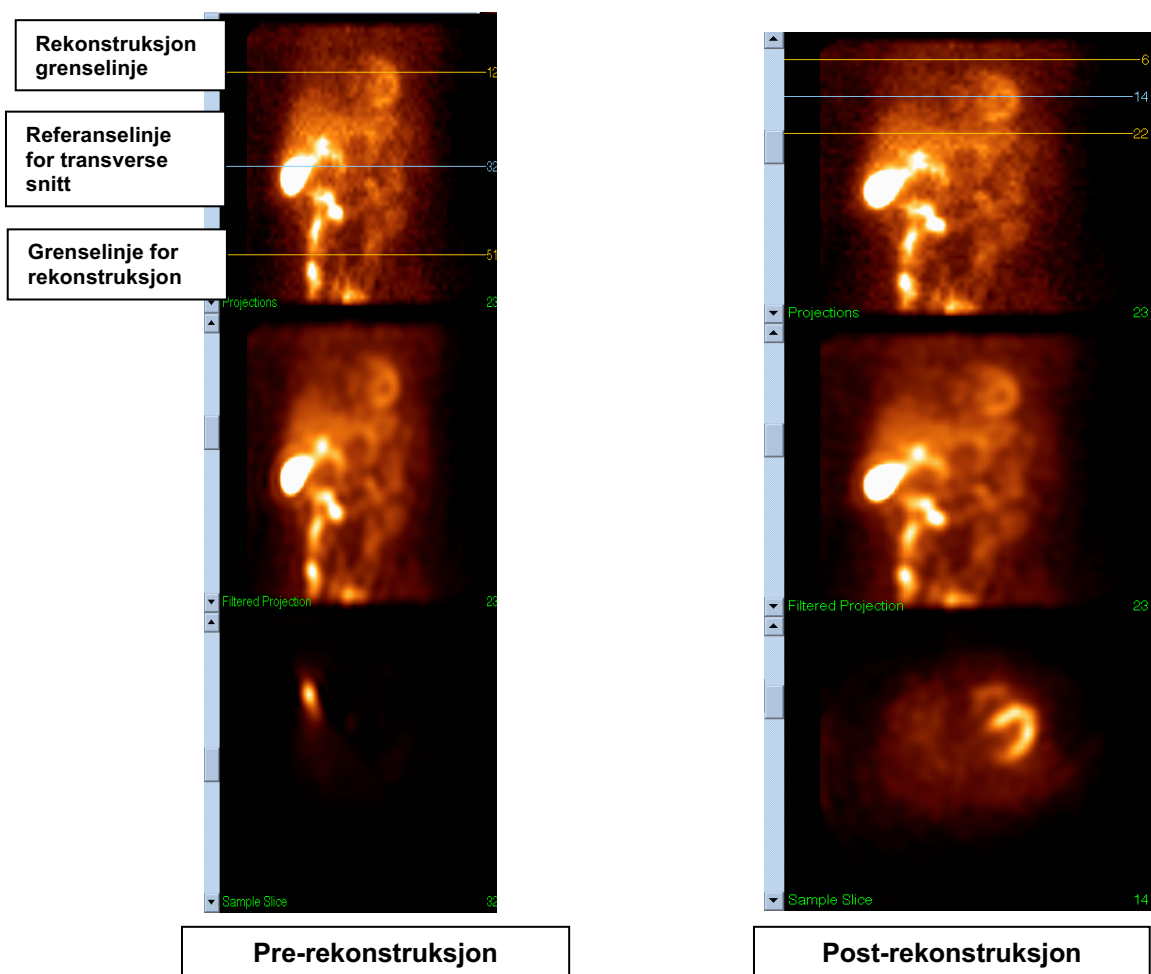 Rekonstruksjon
grenselinje
Referanselinje
for transverse
snitt
Grenselinje for
rekonstruksjon
12
32
51
Projections 23
Filtered Projection 23
Sample Slice 32
Pre-rekonstruksjon
6
14
22
Projections 23
Filtered Projection 23
Sample Slice 14
Post-rekonstruksjon